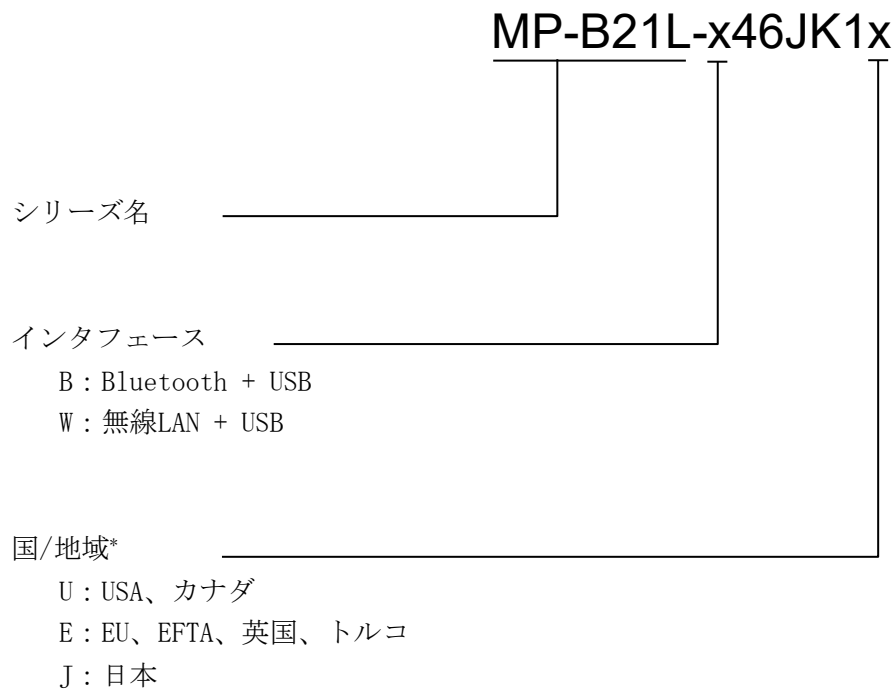 MP-B21L-x46JK1x
シリーズ名
インタフェース
B：Bluetooth + USB
W：無線LAN + USB
国/地域*
U：USA、カナダ
E：EU、EFTA、英国、トルコ
J：日本